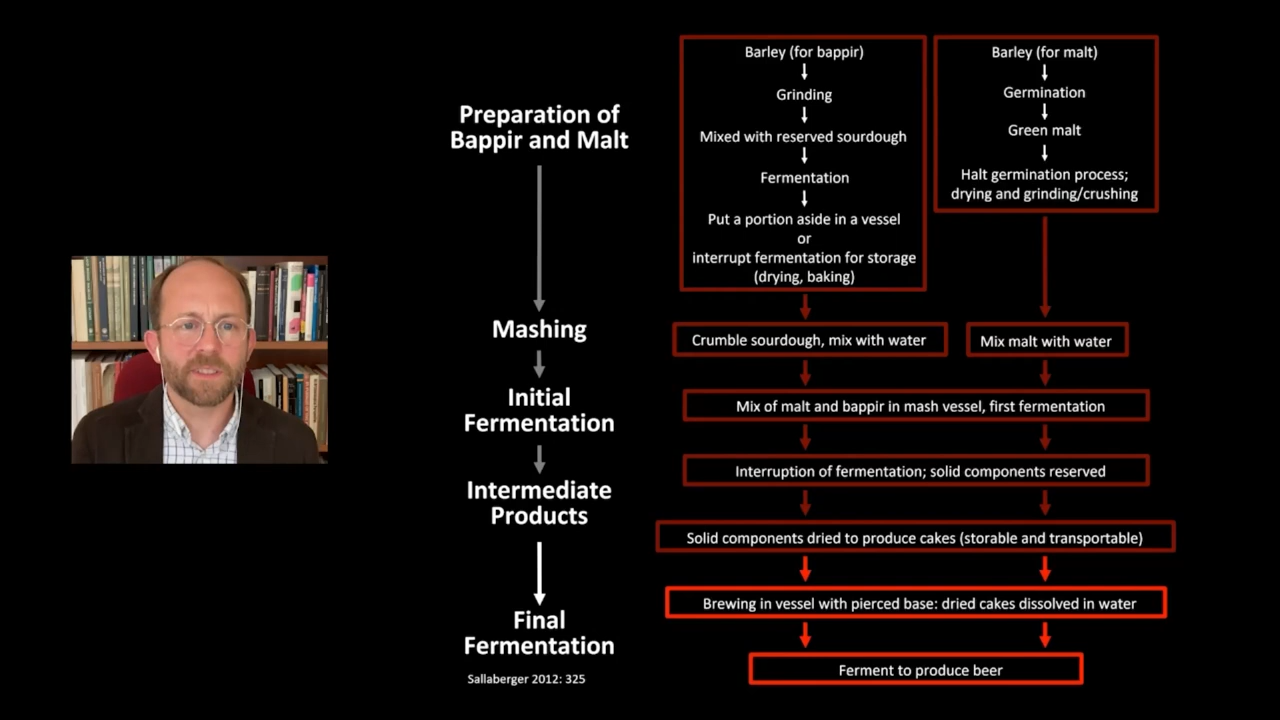 Preparation of
Bappir and Malt
Mashing
Initial
Fermentation
Intermediate
Products
Final
Fermentation
Sallaberger 2012: 325
Barley (for bappir)
Grinding
Mixed with reserved sourdough
Fermentation
Put a portion aside in a vessel
or
interrupt fermentation for storage
(drying, baking)
Barley (for malt)
Germination
Green malt
Halt germination process;
drying and grinding/crushing
Crumble sourdough, mix with water
Mix malt with water
Mix of malt and bappir in mash vessel, first fermentation
Interruption of fermentation; solid components reserved
Solid components dried to produce cakes (storable and transportable)
Brewing in vessel with pierced base: dried cakes dissolved in water
Ferment to produce beer